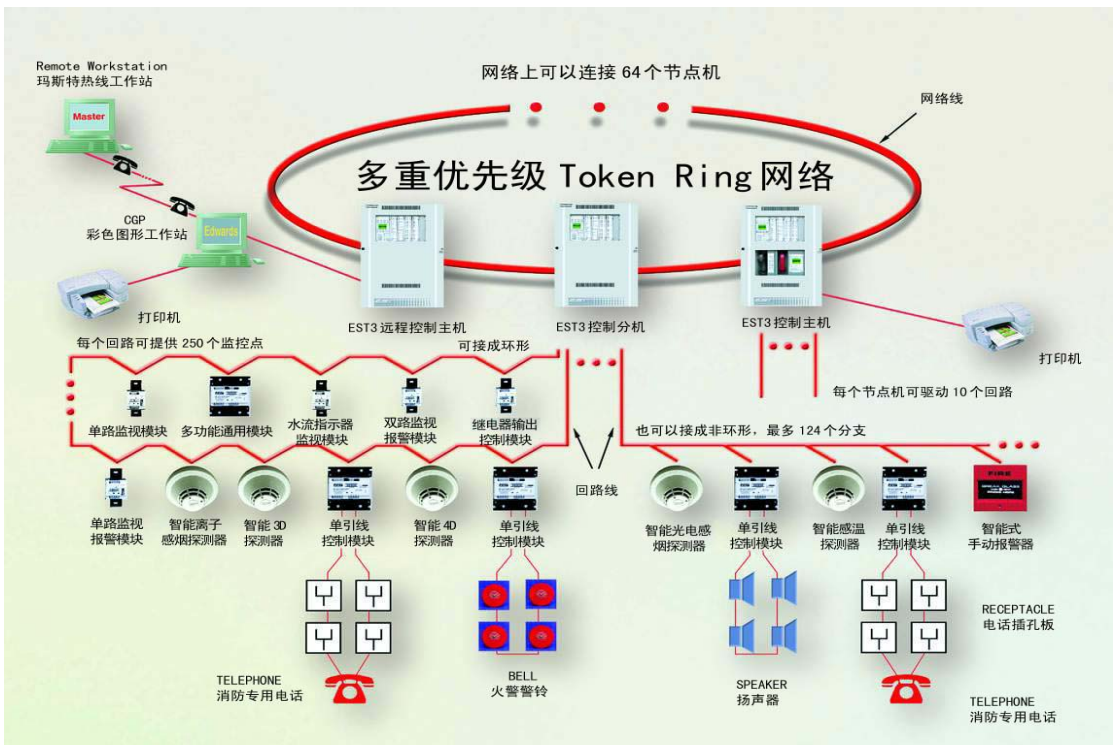 Remote Workstation
玛斯特热线工作站
Master
网络上可以连接 64 个节点机
网络线
多重优先级 Token Ring 网络
CGP
彩色图形工作站
Edwards
打印机
EST3 远程控制主机
EST3 控制分机
EST3 控制主机
打印机
每个回路可提供 250 个监控点
可接成环形
每个节点机可驱动 10 个回路
单路监视模块
多功能通用模块
水流指示器
监视模块
双路监视
报警模块
继电器输出
控制模块
也可以接成非环形，最多 124 个分支
回路线
FIRE
单路监视
报警模块
智能离子
感烟探测器
智能 3D
探测器
单引线
控制模块
智能 4D
探测器
单引线
控制模块
智能光电感
烟探测器
单引线
控制模块
智能感温
探测器
单引线
控制模块
智能式
手动报警器
RECEPTACLE
电话插孔板
TELEPHONE
消防专用电话
BELL
火警警铃
SPEAKER
扬声器
TELEPHONE
消防专用电话